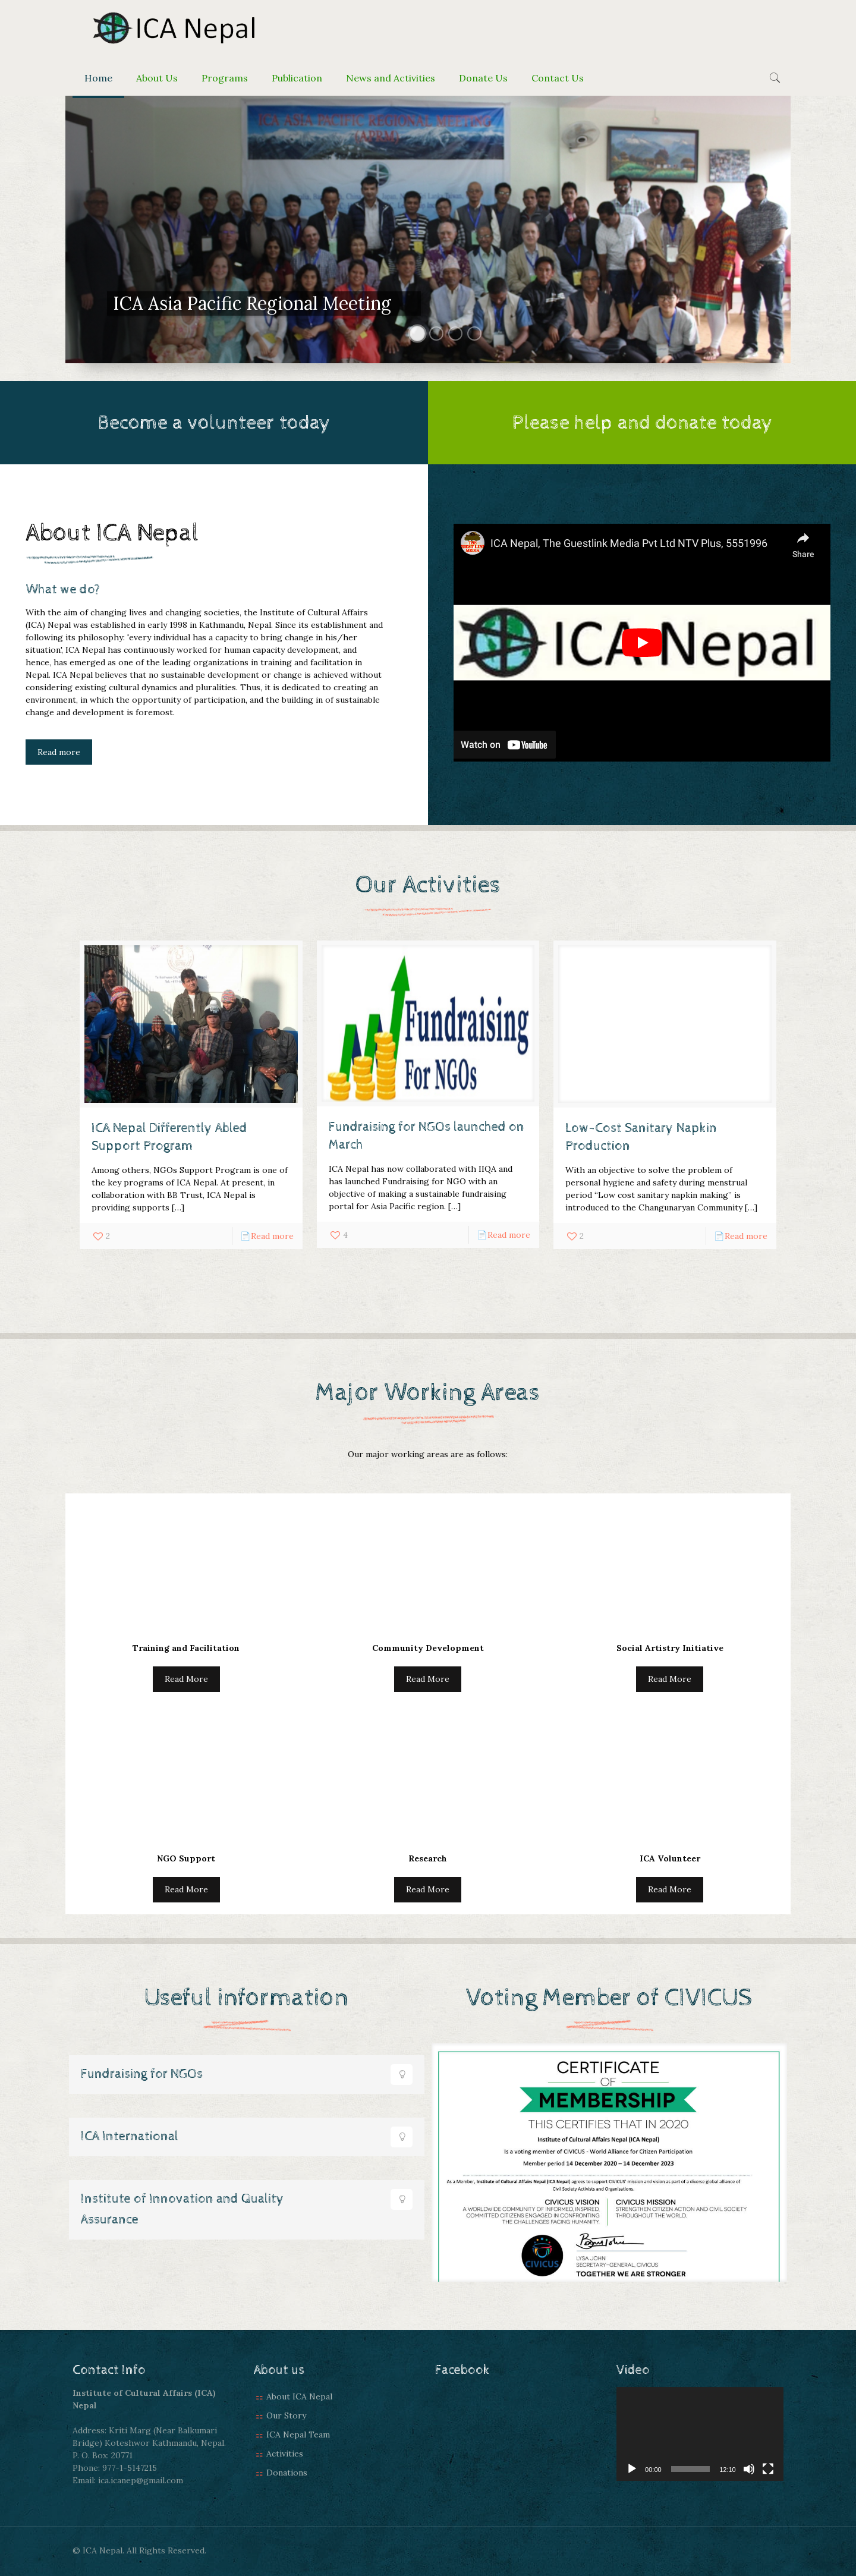 ICA Nepal
Home
About Us
Programs
Publication
News and Activities
Donate Us
Contact Us
ICA ASIA PACIFIC REGIONAL MEETING
(APRM)
ICA Asia Pacific Regional Meeting
Become a volunteer today
Please help and donate today
About ICA Nepal
What we do?
With the aim of changing lives and changing societies, the Institute of Cultural Affairs
(ICA) Nepal was established in early 1998 in Kathmandu, Nepal. Since its establishment and
following its philosophy: 'every individual has a capacity to bring change in his/her
situation', ICA Nepal has continuously worked for human capacity development, and
hence, has emerged as one of the leading organizations in training and facilitation in
Nepal. ICA Nepal believes that no sustainable development or change is achieved without
considering existing cultural dynamics and pluralities. Thus, it is dedicated to creating an
environment, in which the opportunity of participation, and the building in of sustainable
change and development is foremost.
Read more
ICA Nepal, The Guestlink Media Pvt Ltd NTV Plus, 5551996
Share
ICA Nepal
Watch on YouTube
Our Activities
ICA Nepal Differently Abled
Support Program
Among others, NGOs Support Program is one of
the key programs of ICA Nepal. At present, in
collaboration with BB Trust, ICA Nepal is
providing supports […]
2
Read more
Fundraising
For NGOs
Fundraising for NGOs launched on
March
ICA Nepal has now collaborated with IIQA and
has launched Fundraising for NGO with an
objective of making a sustainable fundraising
portal for Asia Pacific region. […]
4
Read more
Low-Cost Sanitary Napkin
Production
With an objective to solve the problem of
personal hygiene and safety during menstrual
period “Low cost sanitary napkin making” is
introduced to the Changunaryan Community […]
2
Read more
Major Working Areas
Our major working areas are as follows:
Training and Facilitation
Read More
Community Development
Read More
Social Artistry Initiative
Read More
NGO Support
Read More
Research
Read More
ICA Volunteer
Read More
Useful information
Fundraising for NGOs
ICA International
Institute of Innovation and Quality
Assurance
Voting Member of CIVICUS
CERTIFICATE
OF
MEMBERSHIP
THIS CERTIFIES THAT IN 2020
Institute of Cultural Affairs Nepal (ICA Nepal)
Is a voting member of CIVICUS - World Alliance for Citizen Participation
Member period 14 December 2020 – 14 December 2023
As a Member, Institute of Cultural Affairs Nepal (ICA Nepal) agrees to support CIVICUS' mission and vision as part of a diverse global alliance of
Civil Society Activists and Organisations.
CIVICUS VISION
A WORLDWIDE COMMUNITY OF INFORMED, INSPIRED,
COMMITTED CITIZENS ENGAGED IN CONFRONTING
THE CHALLENGES FACING HUMANITY.
CIVICUS MISSION
STRENGTHEN CITIZEN ACTION AND CIVIL SOCIETY
THROUGHOUT THE WORLD.
CIVICUS
LYSA JOHN
SECRETARY-GENERAL, CIVICUS
TOGETHER WE ARE STRONGER
Contact Info
Institute of Cultural Affairs (ICA)
Nepal
Address: Kriti Marg (Near Balkumari
Bridge) Koteshwor Kathmandu, Nepal.
P. O. Box: 20771
Phone: 977-1-5147215
Email: ica.icanep@gmail.com
About us
About ICA Nepal
Our Story
ICA Nepal Team
Activities
Donations
Facebook
Video
00:00
12:10
© ICA Nepal. All Rights Reserved.